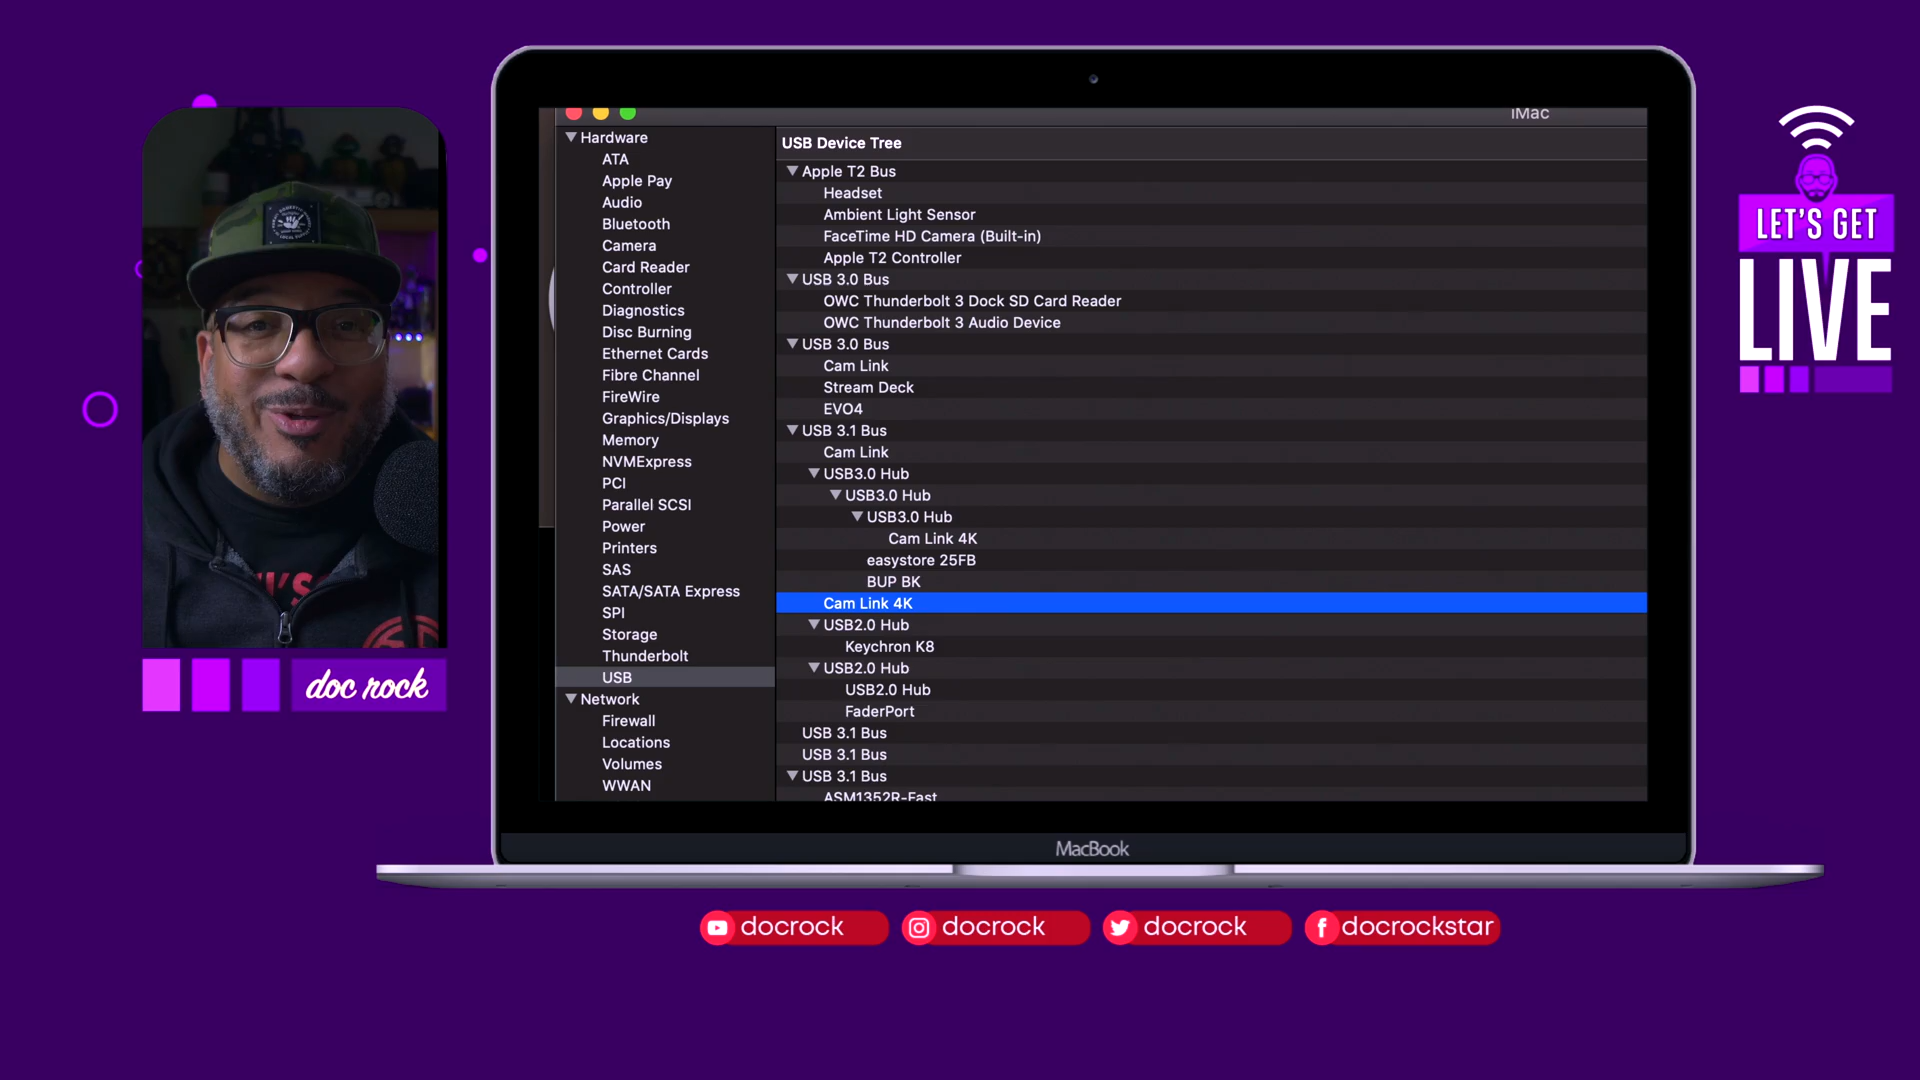 iMac
Hardware
ATA
Apple Pay
Audio
Bluetooth
Camera
Card Reader
Controller
Diagnostics
Disc Burning
Ethernet Cards
Fibre Channel
FireWire
Graphics/Displays
Memory
NVMExpress
PCI
Parallel SCSI
Power
Printers
SAS
SATA/SATA Express
SPI
Storage
Thunderbolt
USB
Network
Firewall
Locations
Volumes
WWAN
USB Device Tree
Apple T2 Bus
Headset
Ambient Light Sensor
FaceTime HD Camera (Built-in)
Apple T2 Controller
USB 3.0 Bus
OWC Thunderbolt 3 Dock SD Card Reader
OWC Thunderbolt 3 Audio Device
USB 3.0 Bus
Cam Link
Stream Deck
EVO4
USB 3.1 Bus
Cam Link
USB3.0 Hub
USB3.0 Hub
USB3.0 Hub
Cam Link 4K
easystore 25FB
BUP BK
Cam Link 4K
USB2.0 Hub
Keychron K8
USB2.0 Hub
USB2.0 Hub
FaderPort
USB 3.1 Bus
USB 3.1 Bus
USB 3.1 Bus
ASM1352R-Fast
MacBook
doc rock
LET'S GET
LIVE
docrock
docrock
docrock
docrockstar